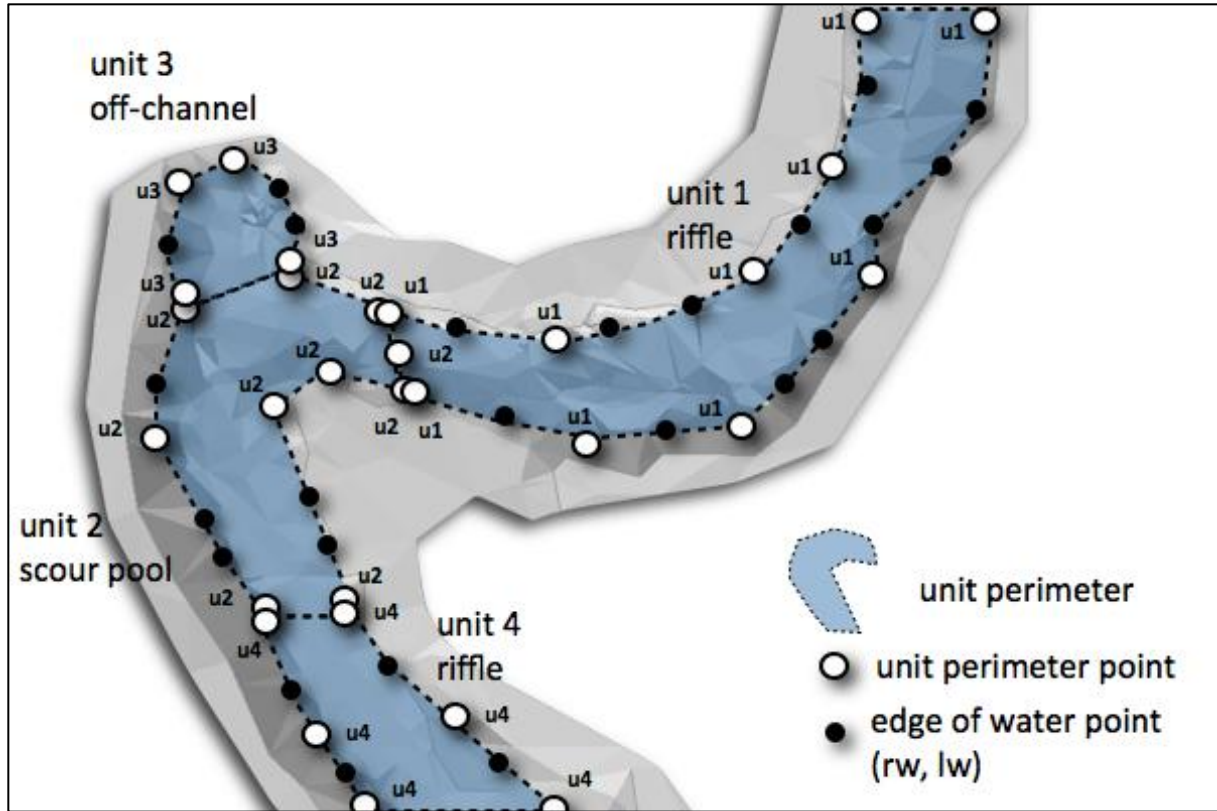 u1
u1
unit 3
off-channel
u3
u3
u1
unit 1
riffle
u3
u1
u1
u3
u2
u2
u1
u2
u1
u2
u2
u2
u2
u1
u1
u2
u1
unit 2
scour pool
u2
u2
u4
u4
unit 4
riffle
u4
u4
u4
u4
unit perimeter
unit perimeter point
edge of water point
(rw, lw)